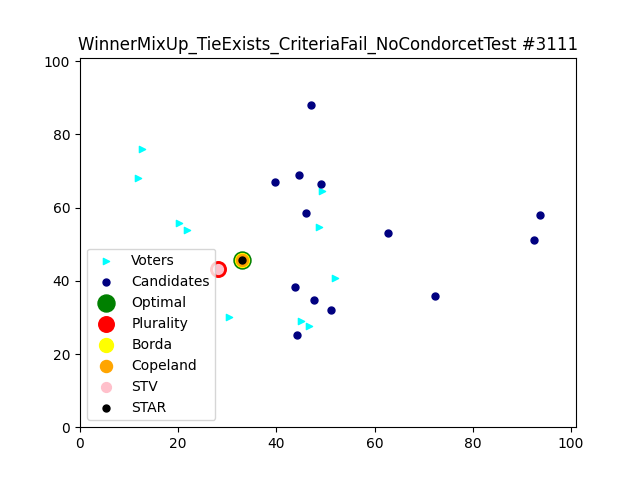 WinnerMixUp_TieExists_CriteriaFail_NoCondorcetTest #3111
100
80
60
40
20
0
Voters
Candidates
Optimal
Plurality
Borda
Copeland
STV
STAR
0 20 40 60 80 100